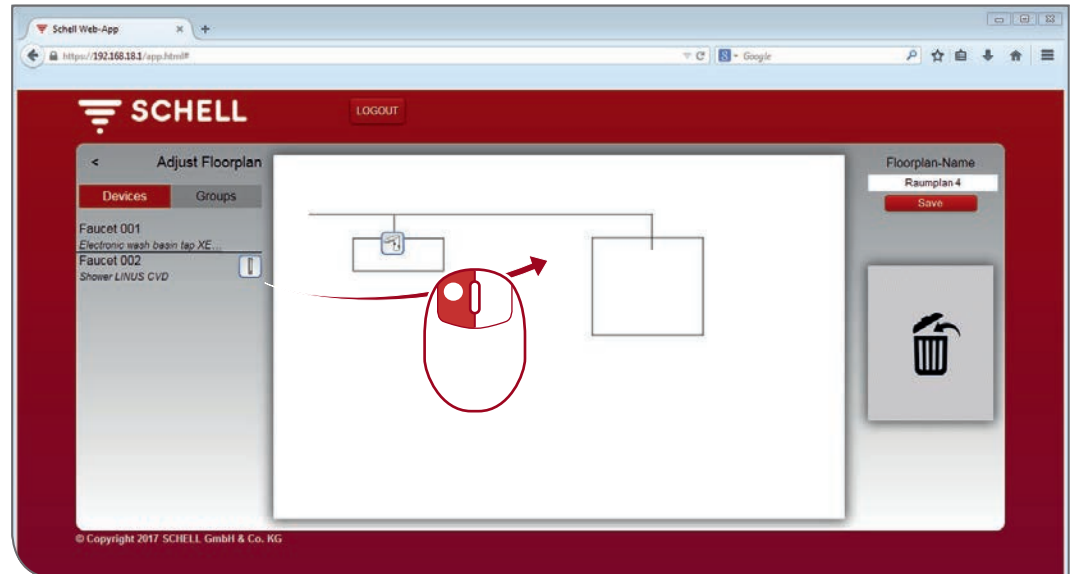 Schell Web-App
https://192.168.18.1/app.html#
Google
SCHELL
LOGOUT
< Adjust Floorplan
Devices Groups
Faucet 001
Electronic wash basin tap XE...
Faucet 002
Shower LINUS CVD
Floorplan-Name
Raumplan 4
Save
© Copyright 2017 SCHELL GmbH & Co. KG